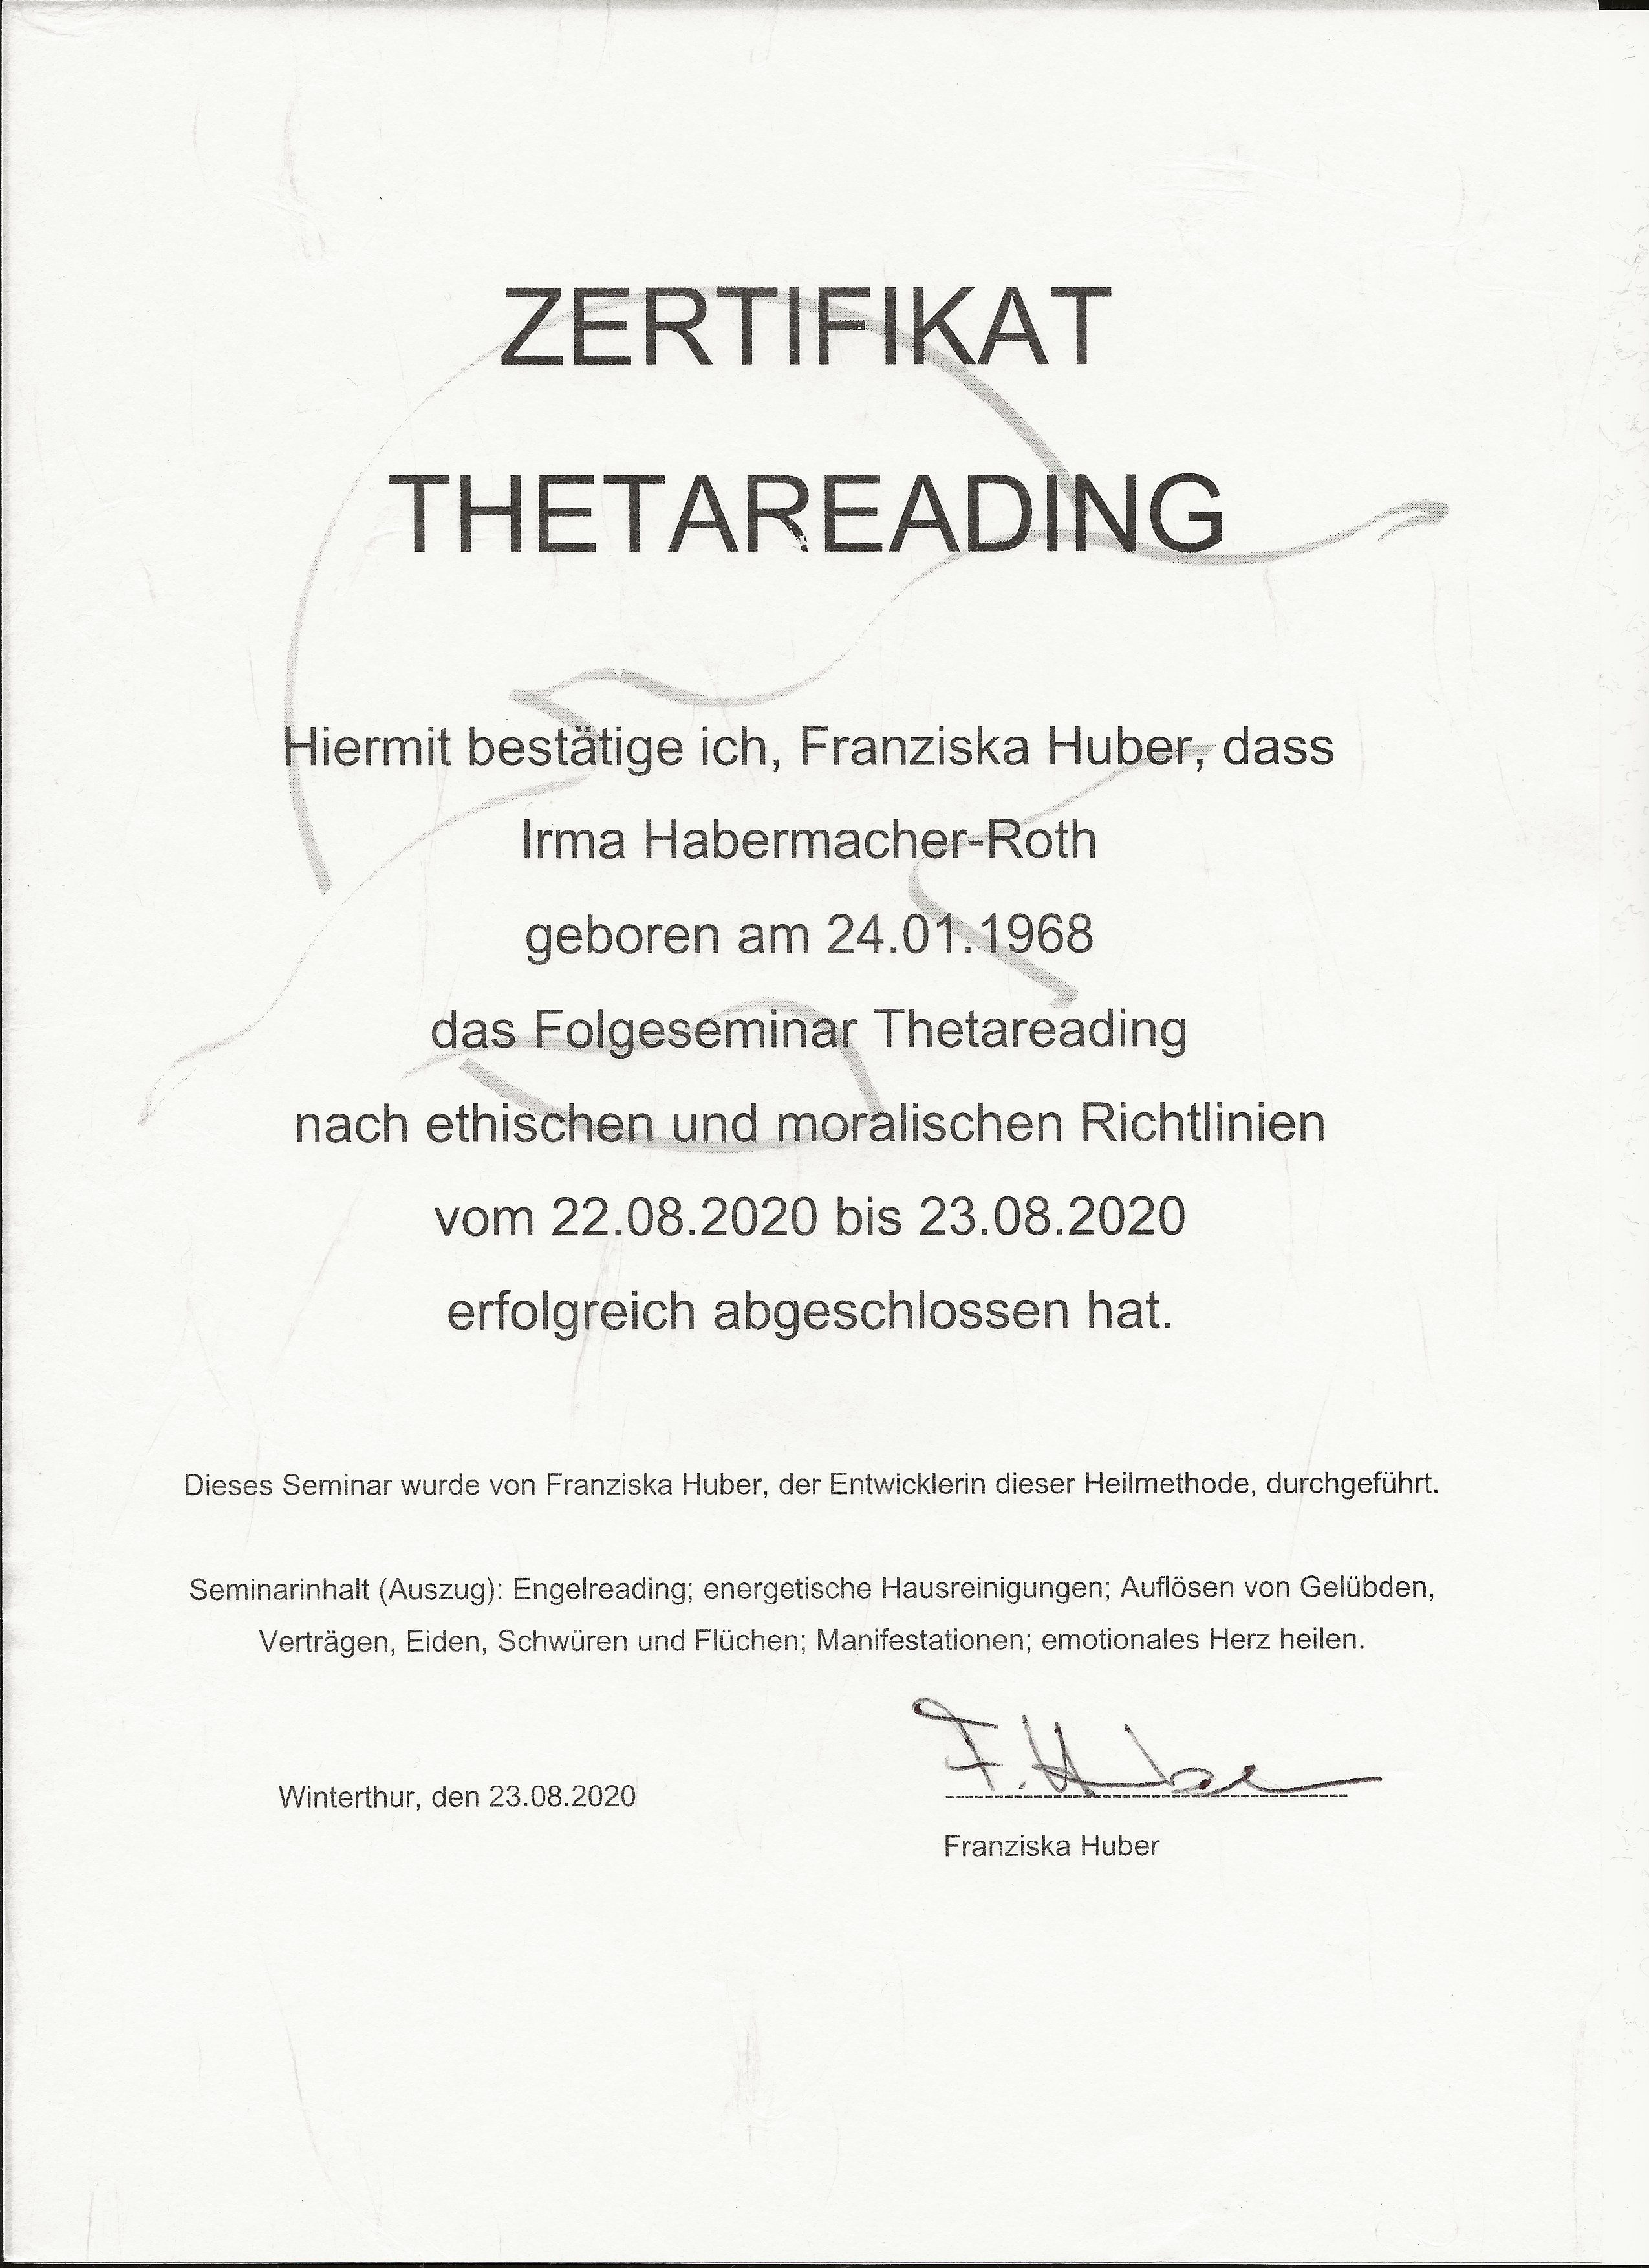 ZERTIFIKAT
THETAREADING
Hiermit bestätige ich, Franziska Huber, dass
Irma Habermacher-Roth
geboren am 24.01.1968
das Folgeseminar Thetareading
nach ethischen und moralischen Richtlinien
vom 22.08.2020 bis 23.08.2020
erfolgreich abgeschlossen hat.
Dieses Seminar wurde von Franziska Huber, der Entwicklerin dieser Heilmethode, durchgeführt.
Seminarinhalt (Auszug): Engelreading; energetische Hausreinigungen; Auflösen von Gelübden,
Verträgen, Eiden, Schwüren und Flüchen; Manifestationen; emotionales Herz heilen.
F. Huber
Winterthur, den 23.08.2020
Franziska Huber